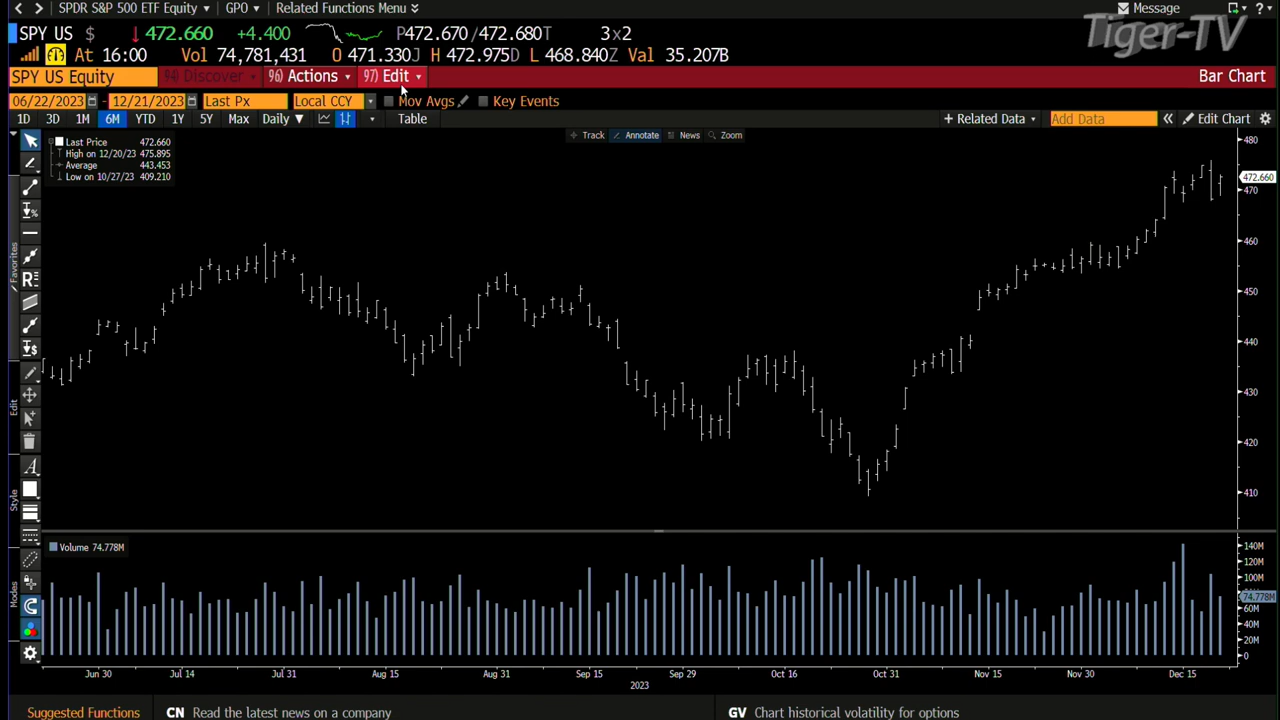 SPDR S&P 500 ETF Equity GPO Related Functions Menu Message
Tiger-TV
SPY US $ 472.660 +4.400 P472.670/472.680T 3x2
At 16:00 Vol 74,781,431 O 471.330J H 472.975D L 468.840Z Val 35.207B
SPY US Equity 94) Discover 96) Actions 97) Edit Bar Chart
06/22/2023 - 12/21/2023 Last Px Local CCY Mov Avgs Key Events
1D 3D 1M 6M YTD 1Y 5Y Max Daily Table + Related Data Add Data Edit Chart
Track Annotate News Zoom
Last Price 472.660
High on 12/20/23 475.895
Average 443.453
Low on 10/27/23 409.210
480
472.660
470
460
450
440
430
420
410
Favorites
Edit
Style
Modes
Volume 74.778M
140M
120M
100M
74.778M
60M
40M
20M
0
Jun 30 Jul 14 Jul 31 Aug 15 Aug 31 Sep 15 Sep 29 Oct 16 Oct 31 Nov 15 Nov 30 Dec 15
2023
Suggested Functions CN Read the latest news on a company GV Chart historical volatility for options